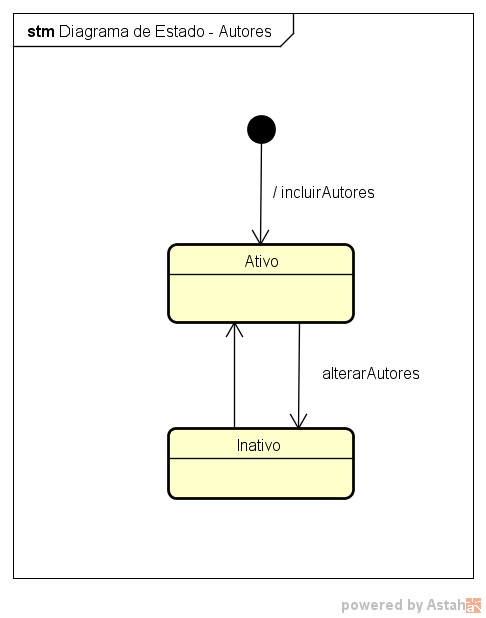 stm Diagrama de Estado - Autores
/ incluirAutores
Ativo
alterarAutores
Inativo
powered by Astah